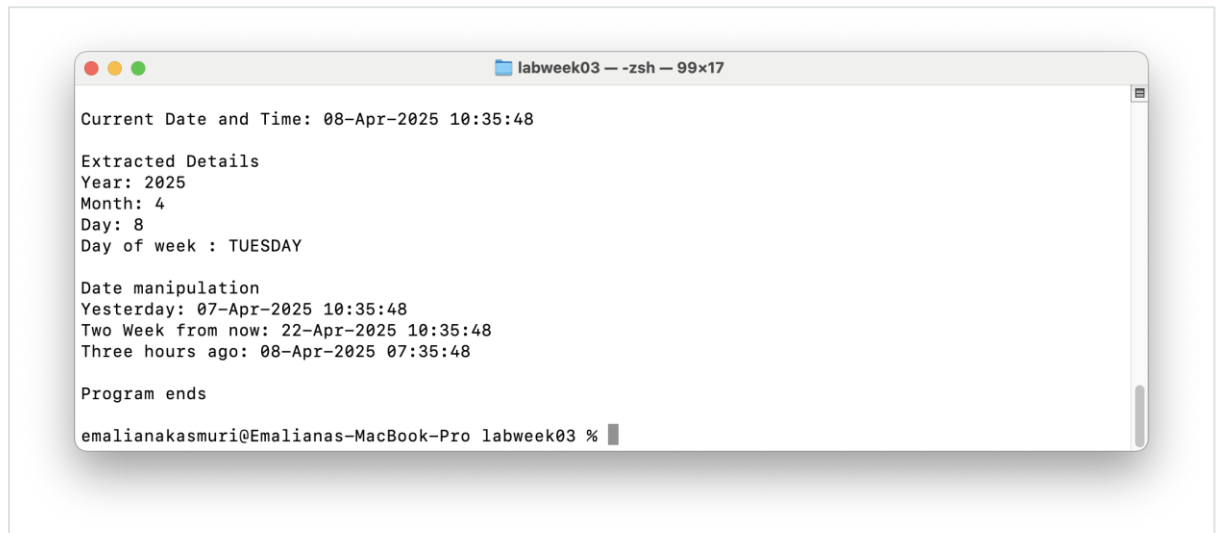 labweek03 — -zsh — 99×17
Current Date and Time: 08-Apr-2025 10:35:48
Extracted Details
Year: 2025
Month: 4
Day: 8
Day of week : TUESDAY
Date manipulation
Yesterday: 07-Apr-2025 10:35:48
Two Week from now: 22-Apr-2025 10:35:48
Three hours ago: 08-Apr-2025 07:35:48
Program ends
emalianakasmuri@Emalianas-MacBook-Pro labweek03 %